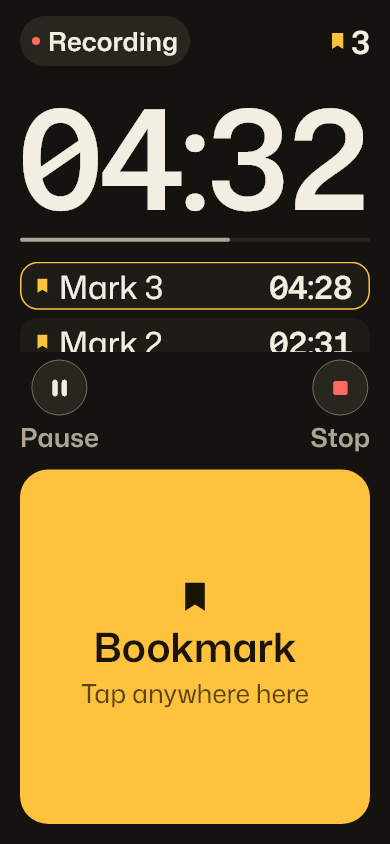 Recording
3
04:32
Mark 3 04:28
Mark 2 02:31
Pause Stop
Bookmark
Tap anywhere here